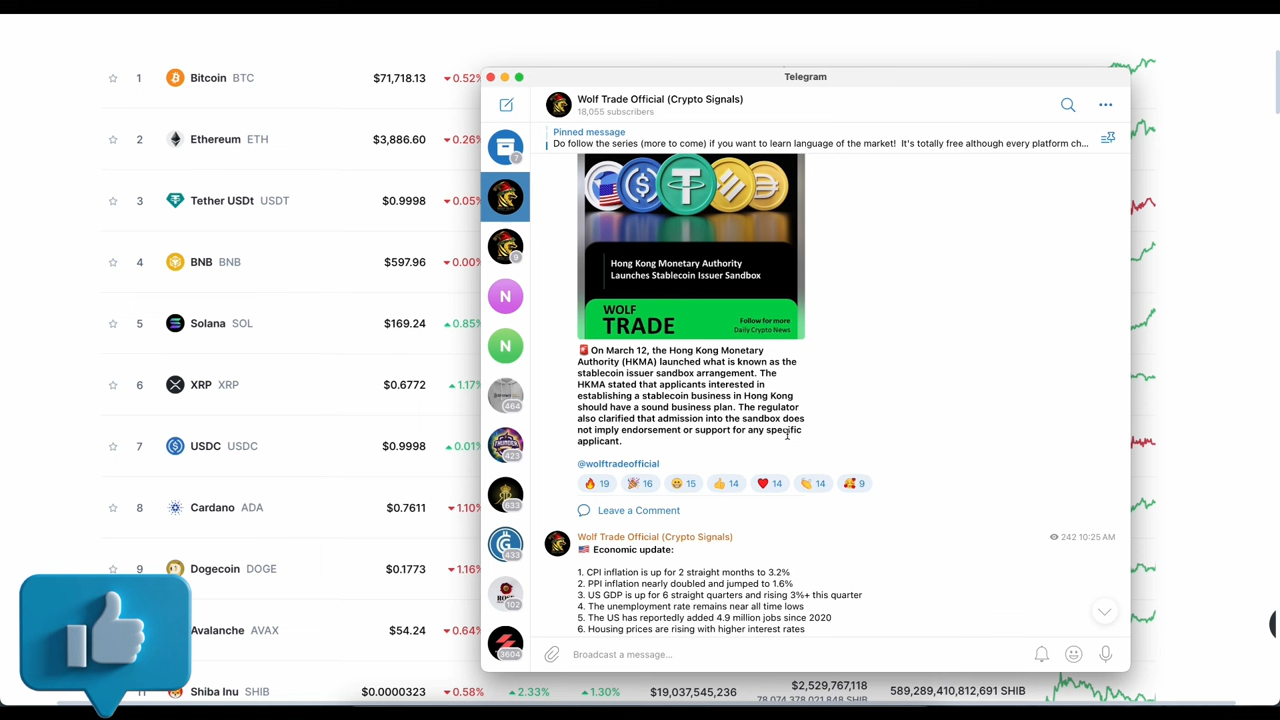 1 Bitcoin BTC $71,718.13 0.52%
2 Ethereum ETH $3,886.60 0.26%
3 Tether USDt USDT $0.9998 0.05%
4 BNB BNB $597.96 0.00%
5 Solana SOL $169.24 0.85%
6 XRP XRP $0.6772 1.17%
7 USDC USDC $0.9998 0.01%
8 Cardano ADA $0.7611 1.10%
9 Dogecoin DOGE $0.1773 1.16%
Avalanche AVAX $54.24 0.64%
11 Shiba Inu SHIB $0.0000323 0.58% 2.33% 1.30% $19,037,545,236 $2,529,767,118 589,289,410,812,691 SHIB
Telegram
Wolf Trade Official (Crypto Signals)
18,055 subscribers
Pinned message
Do follow the series (more to come) if you want to learn language of the market! It's totally free although every platform ch...
7
6
N
N
464
423
633
433
102
3604
Hong Kong Monetary Authority
Launches Stablecoin Issuer Sandbox
WOLF
TRADE
Follow for more
Daily Crypto News
🚨 On March 12, the Hong Kong Monetary
Authority (HKMA) launched what is known as the
stablecoin issuer sandbox arrangement. The
HKMA stated that applicants interested in
establishing a stablecoin business in Hong Kong
should have a sound business plan. The regulator
also clarified that admission into the sandbox does
not imply endorsement or support for any specific
applicant.
@wolftradeofficial
🔥 19 🎉 16 😁 15 👍 14 ❤️ 14 👏 14 🥰 9
Leave a Comment
Wolf Trade Official (Crypto Signals) 242 10:25 AM
🇺🇸 Economic update:
1. CPI inflation is up for 2 straight months to 3.2%
2. PPI inflation nearly doubled and jumped to 1.6%
3. US GDP is up for 6 straight quarters and rising 3%+ this quarter
4. The unemployment rate remains near all time lows
5. The US has reportedly added 4.9 million jobs since 2020
6. Housing prices are rising with higher interest rates
Broadcast a message...